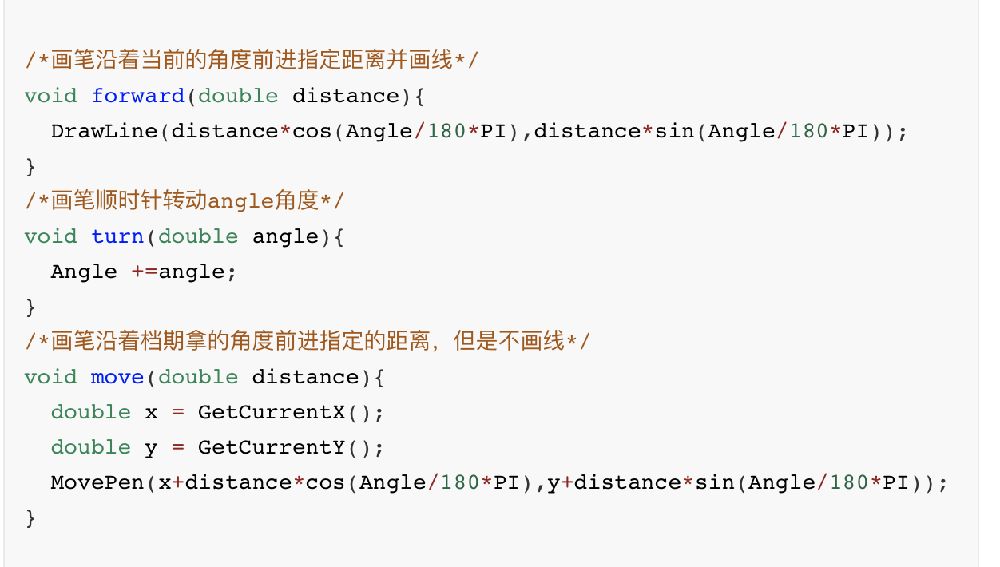 /*画笔沿着当前的角度前进指定距离并画线*/
void forward(double distance){
  DrawLine(distance*cos(Angle/180*PI),distance*sin(Angle/180*PI));
}
/*画笔顺时针转动angle角度*/
void turn(double angle){
  Angle +=angle;
}
/*画笔沿着档期拿的角度前进指定的距离，但是不画线*/
void move(double distance){
  double x = GetCurrentX();
  double y = GetCurrentY();
  MovePen(x+distance*cos(Angle/180*PI),y+distance*sin(Angle/180*PI));
}